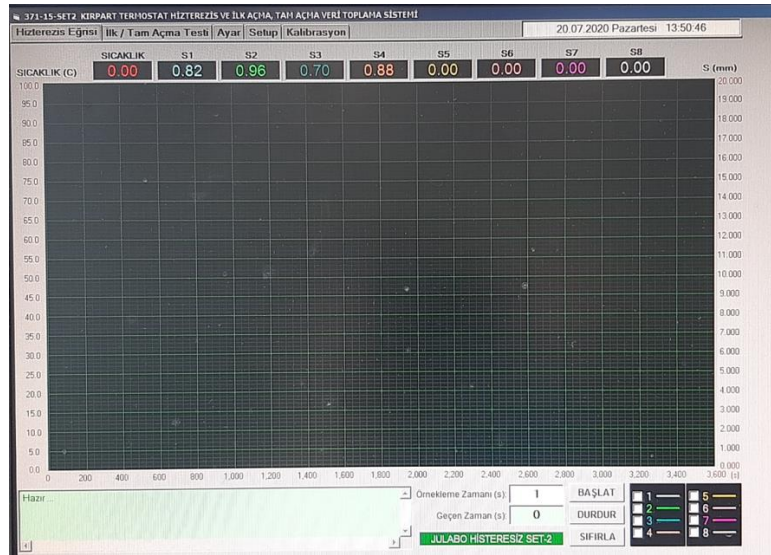 371-15-SET2 KIRPART TERMOSTAT HİZTEREZİS VE İLK AÇMA, TAM AÇMA VERİ TOPLAMA SİSTEMİ
Hizterezis Eğrisi İlk / Tam Açma Testi Ayar Setup Kalibrasyon 20.07.2020 Pazartesi 13:50:46
SICAKLIK S1 S2 S3 S4 S5 S6 S7 S8
SICAKLIK (C) 0.00 0.82 0.96 0.70 0.88 0.00 0.00 0.00 0.00 S (mm)
100.0 20.000
95.0 19.000
90.0 18.000
85.0 17.000
80.0 16.000
75.0 15.000
70.0 14.000
65.0 13.000
60.0 12.000
55.0 11.000
50.0 10.000
45.0 9.000
40.0 8.000
35.0 7.000
30.0 6.000
25.0 5.000
20.0 4.000
15.0 3.000
10.0 2.000
5.0 1.000
0.0 0.000
0 200 400 600 800 1,000 1,200 1,400 1,600 1,800 2,000 2,200 2,400 2,600 2,800 3,000 3,200 3,400 3,600 (s)
Hazır ...
Örnekleme Zamanı (s): 1 BAŞLAT
Geçen Zaman (s): 0 DURDUR
JULABO HİSTERESİZ SET-2 SIFIRLA
1 5
2 6
3 7
4 8